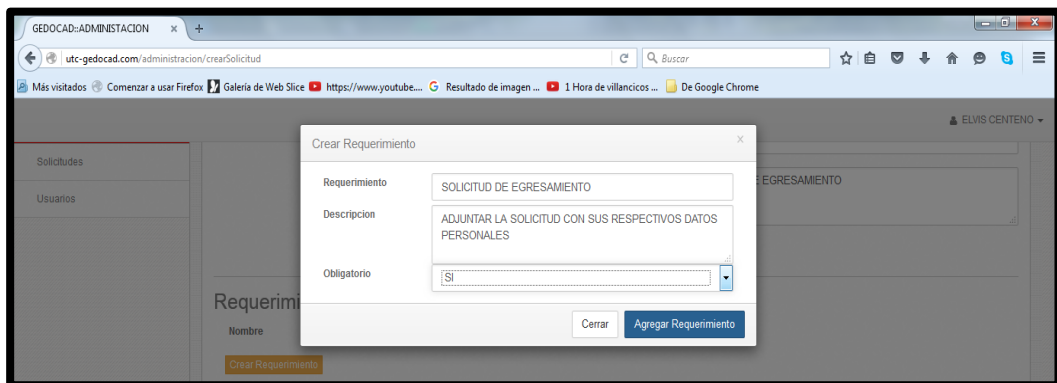 GEDOCAD::ADMINISTACION × +
utc-gedocad.com/administracion/crearSolicitud
Buscar
Más visitados Comenzar a usar Firefox Galería de Web Slice https://www.youtube.... Resultado de imagen ... 1 Hora de villancicos ... De Google Chrome
ELVIS CENTENO
Solicitudes
Usuarios
Crear Requerimiento x
Requerimiento SOLICITUD DE EGRESAMIENTO
Descripcion ADJUNTAR LA SOLICITUD CON SUS RESPECTIVOS DATOS
PERSONALES
Obligatorio SI
Cerrar Agregar Requerimiento
E EGRESAMIENTO
Requerimi
Nombre
Crear Requerimiento